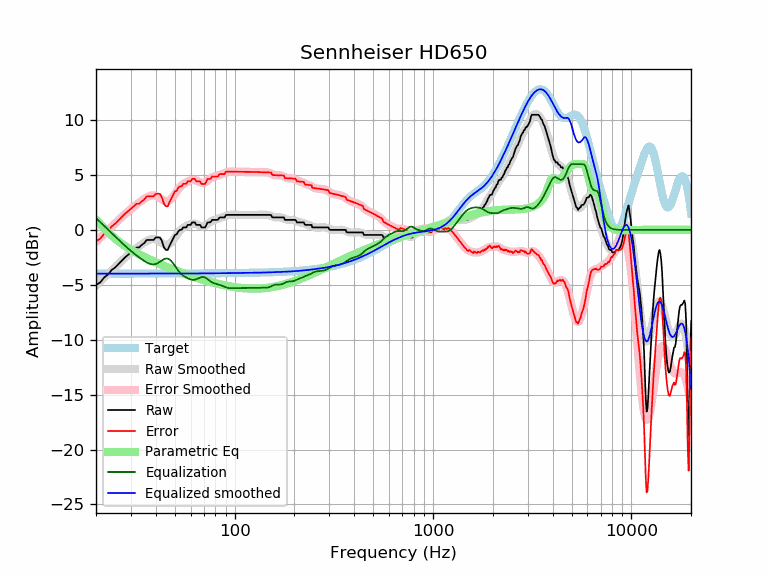 Sennheiser HD650
Amplitude (dBr)
10
5
0
−5
−10
−15
−20
−25
Target
Raw Smoothed
Error Smoothed
Raw
Error
Parametric Eq
Equalization
Equalized smoothed
100
1000
10000
Frequency (Hz)